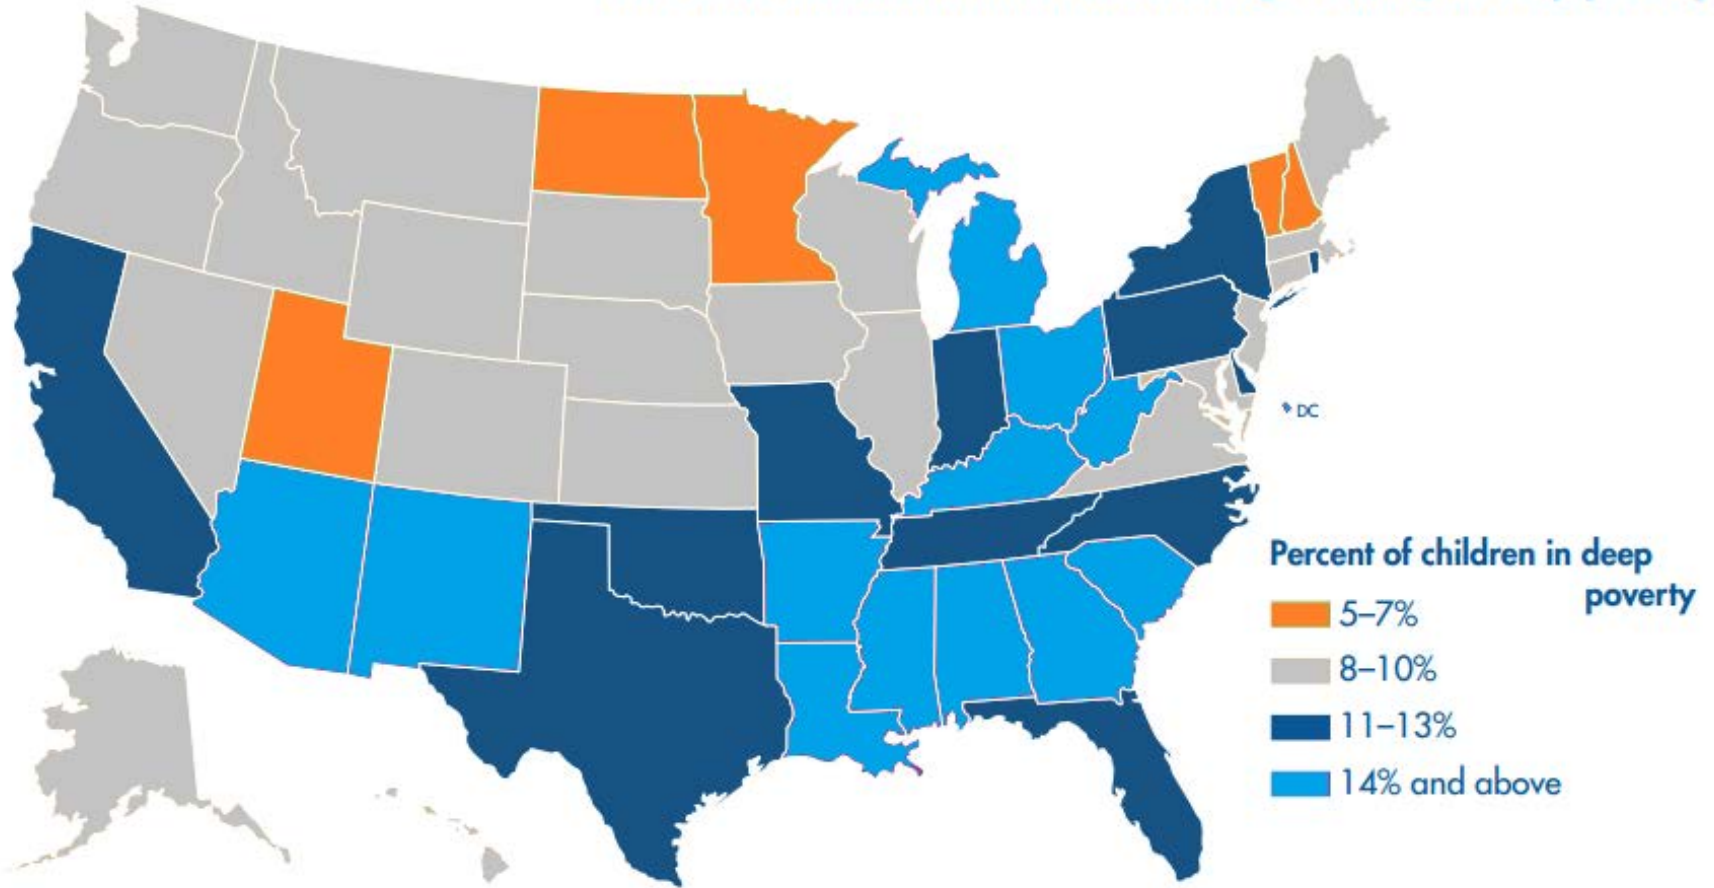 DC
Percent of children in deep
poverty
5–7%
8–10%
11–13%
14% and above